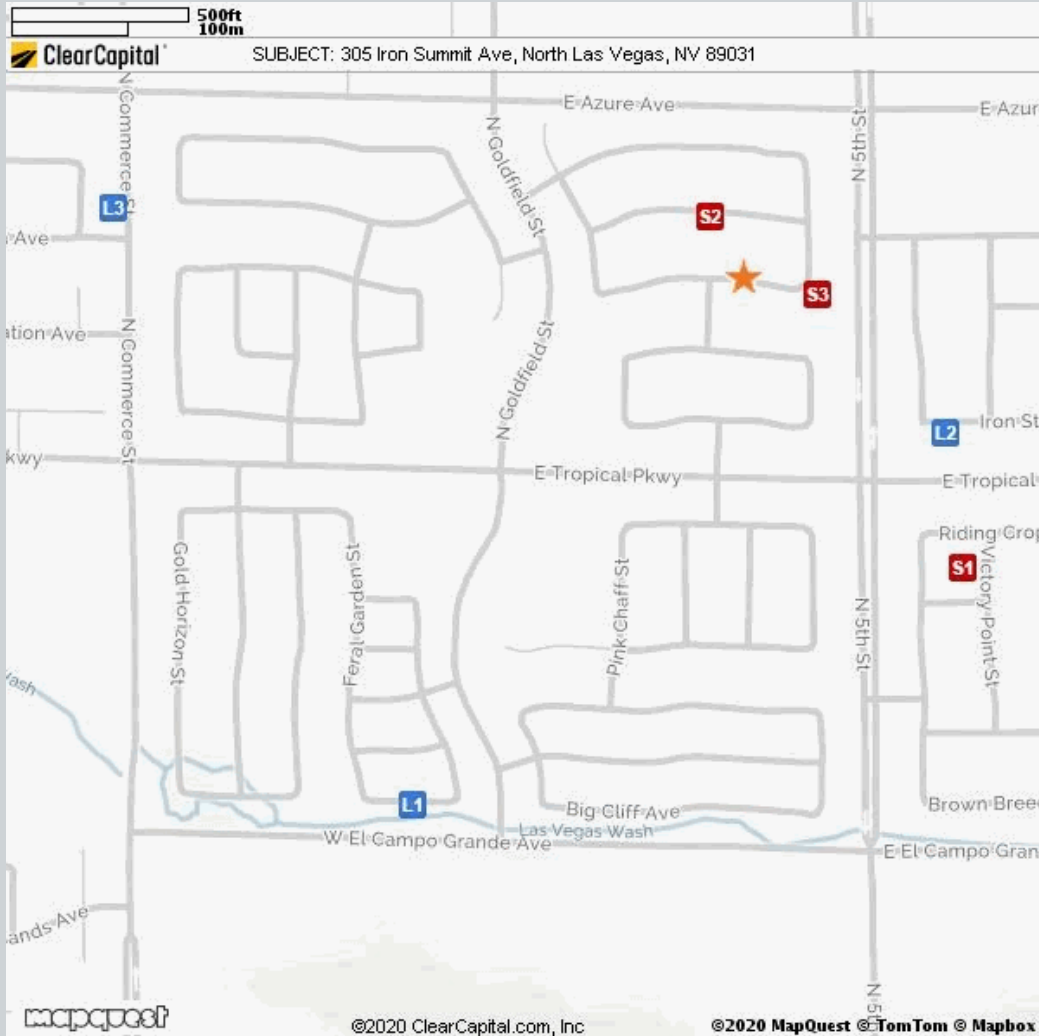 500ft
100m
ClearCapital
SUBJECT: 305 Iron Summit Ave, North Las Vegas, NV 89031
N Commerce St
E Azure Ave
E Azur
N Goldfield St
N 5th St
L3
S2
Ave
S3
ation Ave
N Commerce St
N Goldfield St
L2
Iron St
kwy
E Tropical Pkwy
E Tropical
Riding Crop
S1
Gold Horizon St
Feral Garden St
Pink Chaff St
N 5th St
Victory Point St
Wash
L1
Big Cliff Ave
Brown Bree
Las Vegas Wash
W El Campo Grande Ave
E El Campo Gran
ands Ave
N 5th
mapquest
©2020 ClearCapital.com, Inc
©2020 MapQuest © TomTom © Mapbox